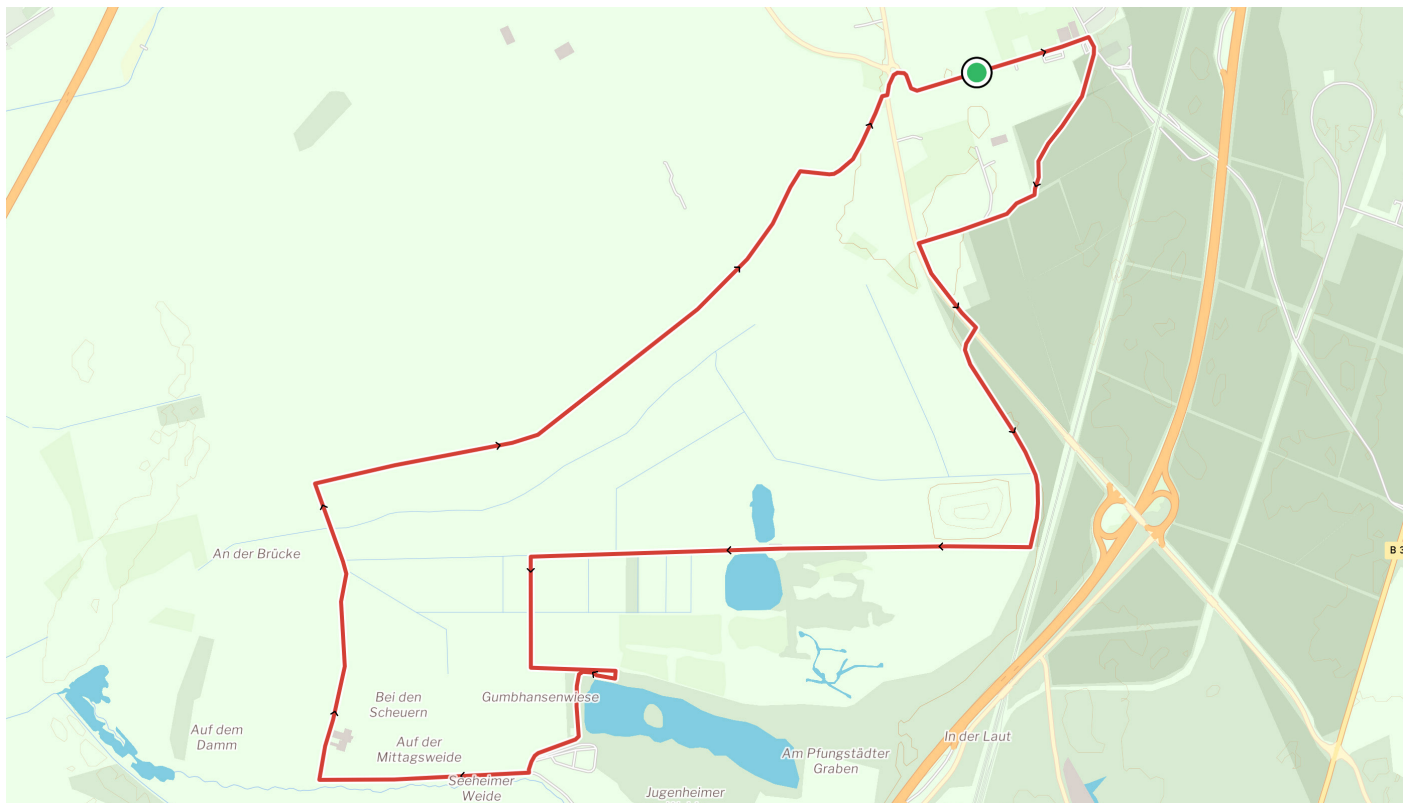 An der Brücke
B 3
Bei den
Scheuern
Gumbhansenwiese
Auf dem
Damm
Auf der
Mittagsweide
In der Laut
Am Pfungstädter
Graben
Seeheimer
Weide
Jugenheimer